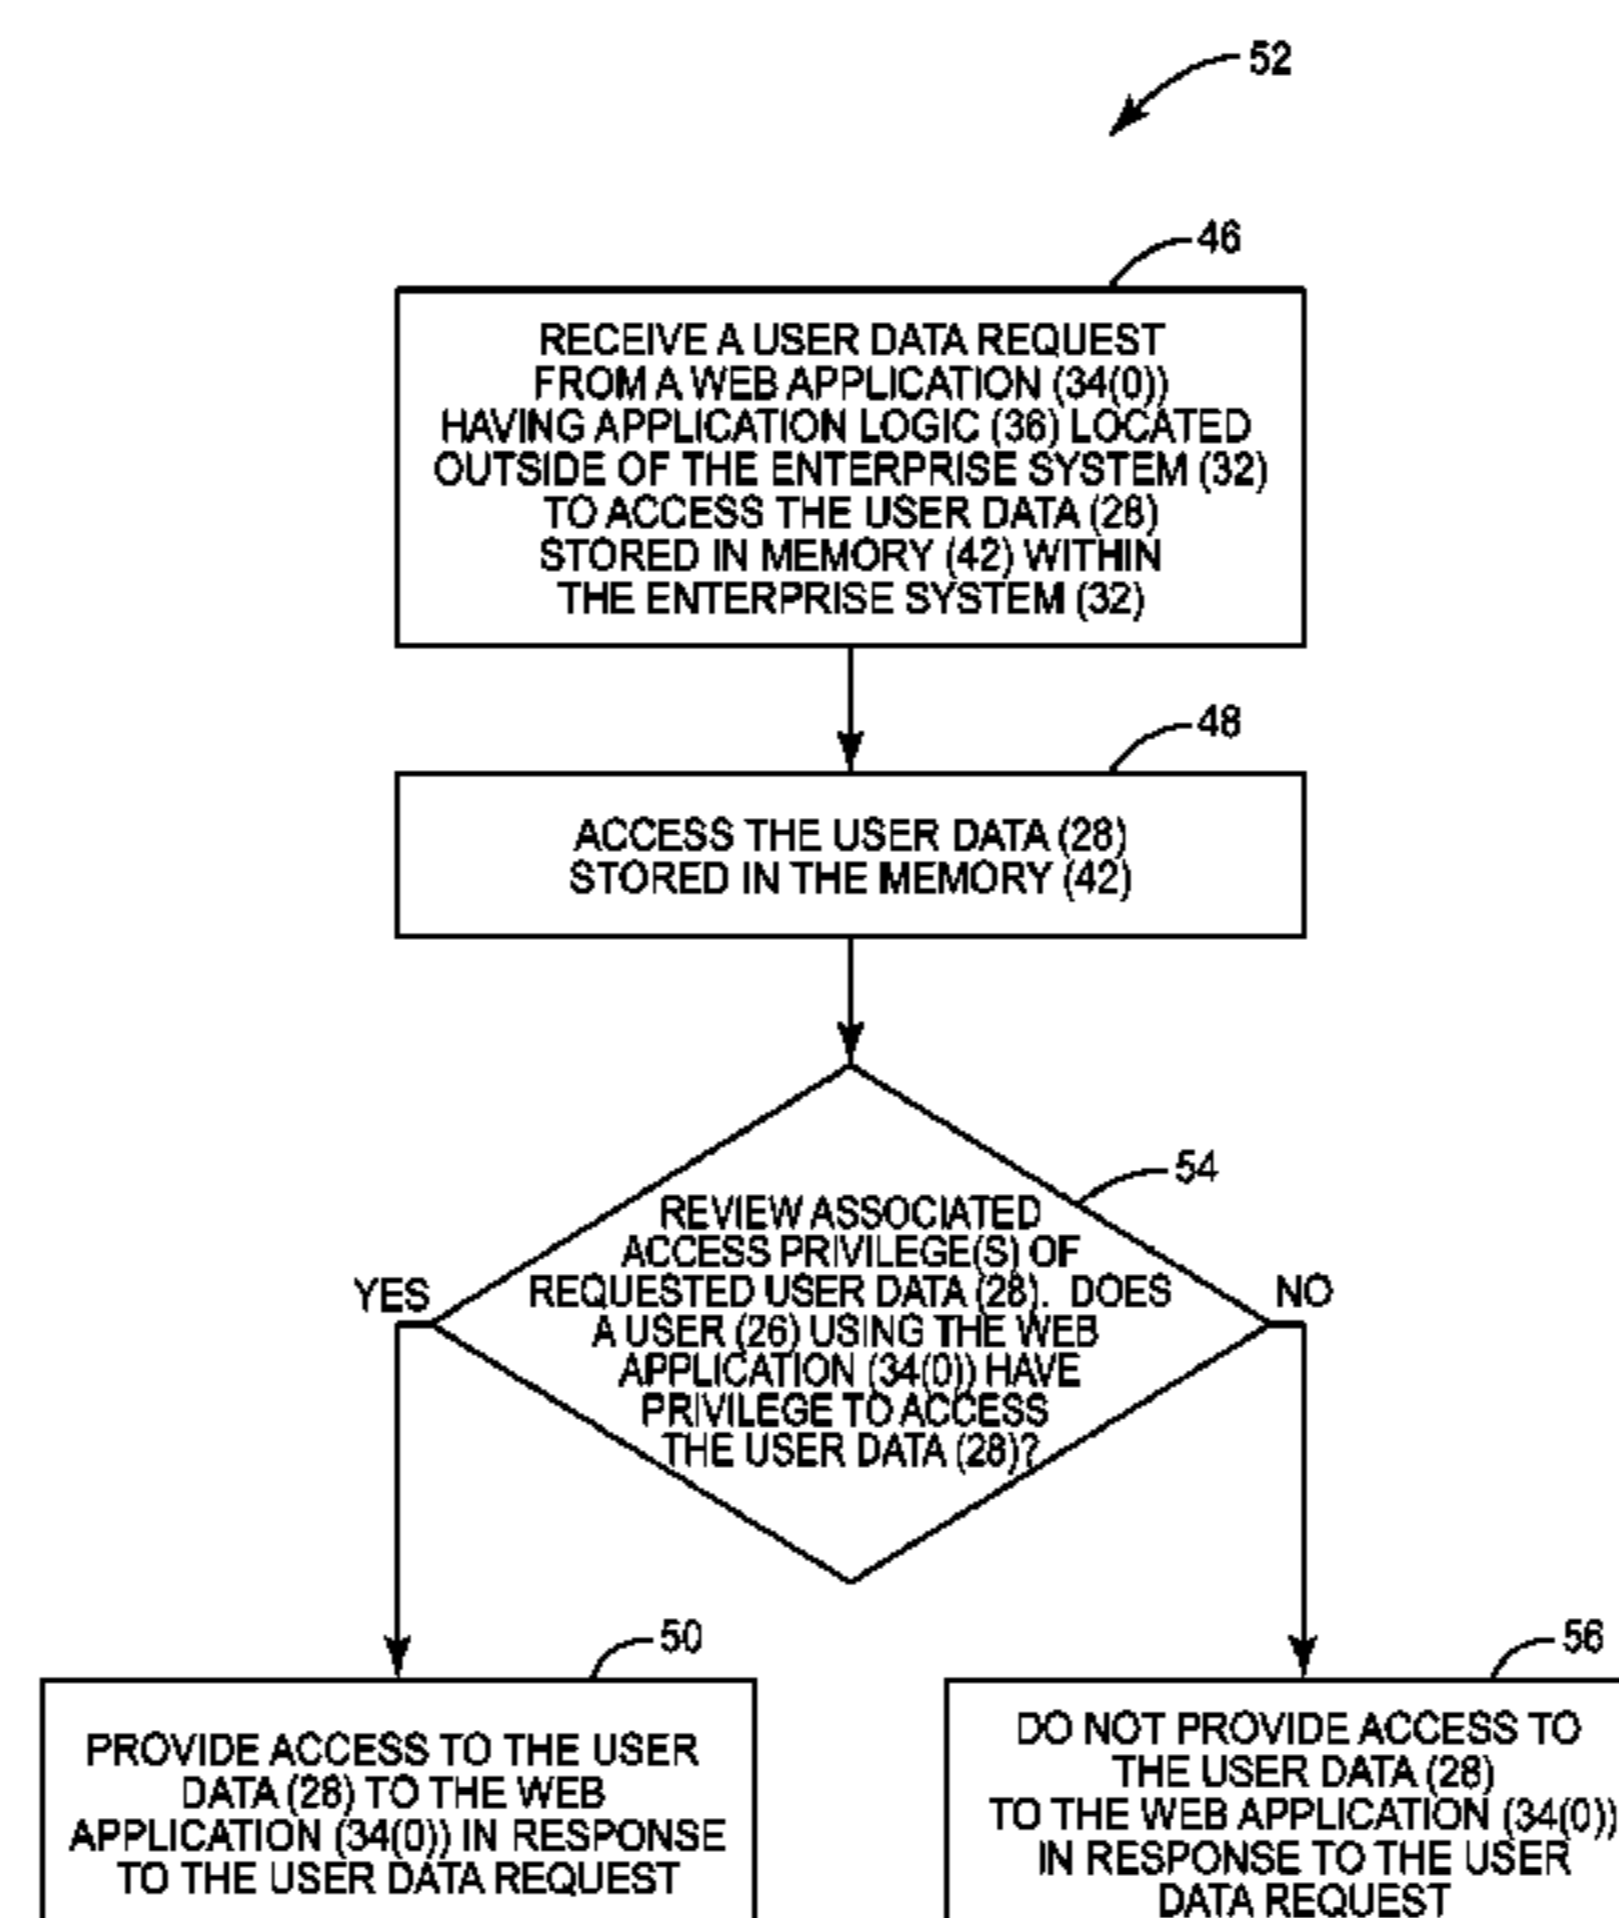 52
46
RECEIVE A USER DATA REQUEST
FROM A WEB APPLICATION (34(0))
HAVING APPLICATION LOGIC (36) LOCATED
OUTSIDE OF THE ENTERPRISE SYSTEM (32)
TO ACCESS THE USER DATA (28)
STORED IN MEMORY (42) WITHIN
THE ENTERPRISE SYSTEM (32)
48
ACCESS THE USER DATA (28)
STORED IN THE MEMORY (42)
54
REVIEW ASSOCIATED
ACCESS PRIVILEGE(S) OF
REQUESTED USER DATA (28). DOES
A USER (26) USING THE WEB
APPLICATION (34(0)) HAVE
PRIVILEGE TO ACCESS
THE USER DATA (28)?
YES
NO
50
PROVIDE ACCESS TO THE USER
DATA (28) TO THE WEB
APPLICATION (34(0)) IN RESPONSE
TO THE USER DATA REQUEST
56
DO NOT PROVIDE ACCESS TO
THE USER DATA (28)
TO THE WEB APPLICATION (34(0))
IN RESPONSE TO THE USER
DATA REQUEST